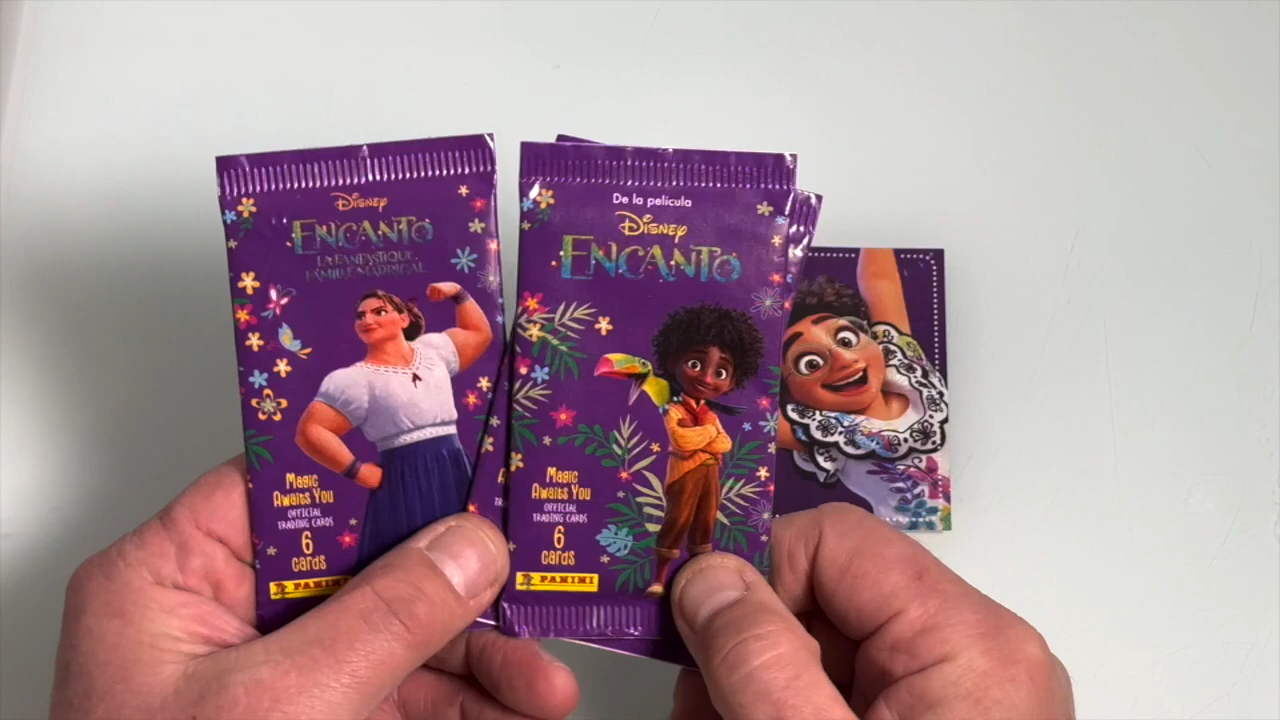 Disney
ENCANTO
LA FANTASTIQUE
FAMILLE MADRIGAL
Magic
Awaits You
OFFICIAL
TRADING CARDS
6
cards
PANINI
De la película
Disney
ENCANTO
Magic
Awaits You
OFFICIAL
TRADING CARDS
6
cards
PANINI